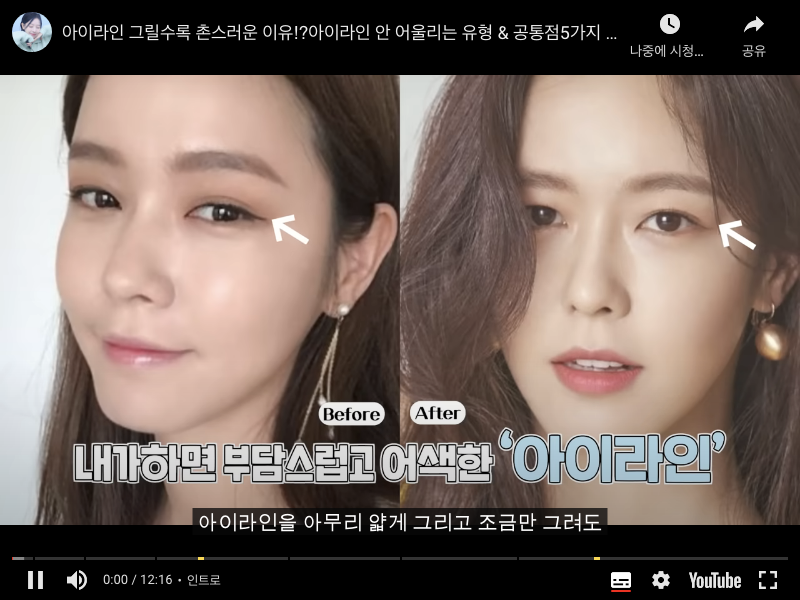 아이라인 그릴수록 촌스러운 이유!?아이라인 안 어울리는 유형 & 공통점5가지 ...
나중에 시청...
공유
Before
After
내가하면 부담스럽고 어색한 ‘아이라인’
아이라인을 아무리 얇게 그리고 조금만 그려도
0:00 / 12:16 • 인트로
YouTube